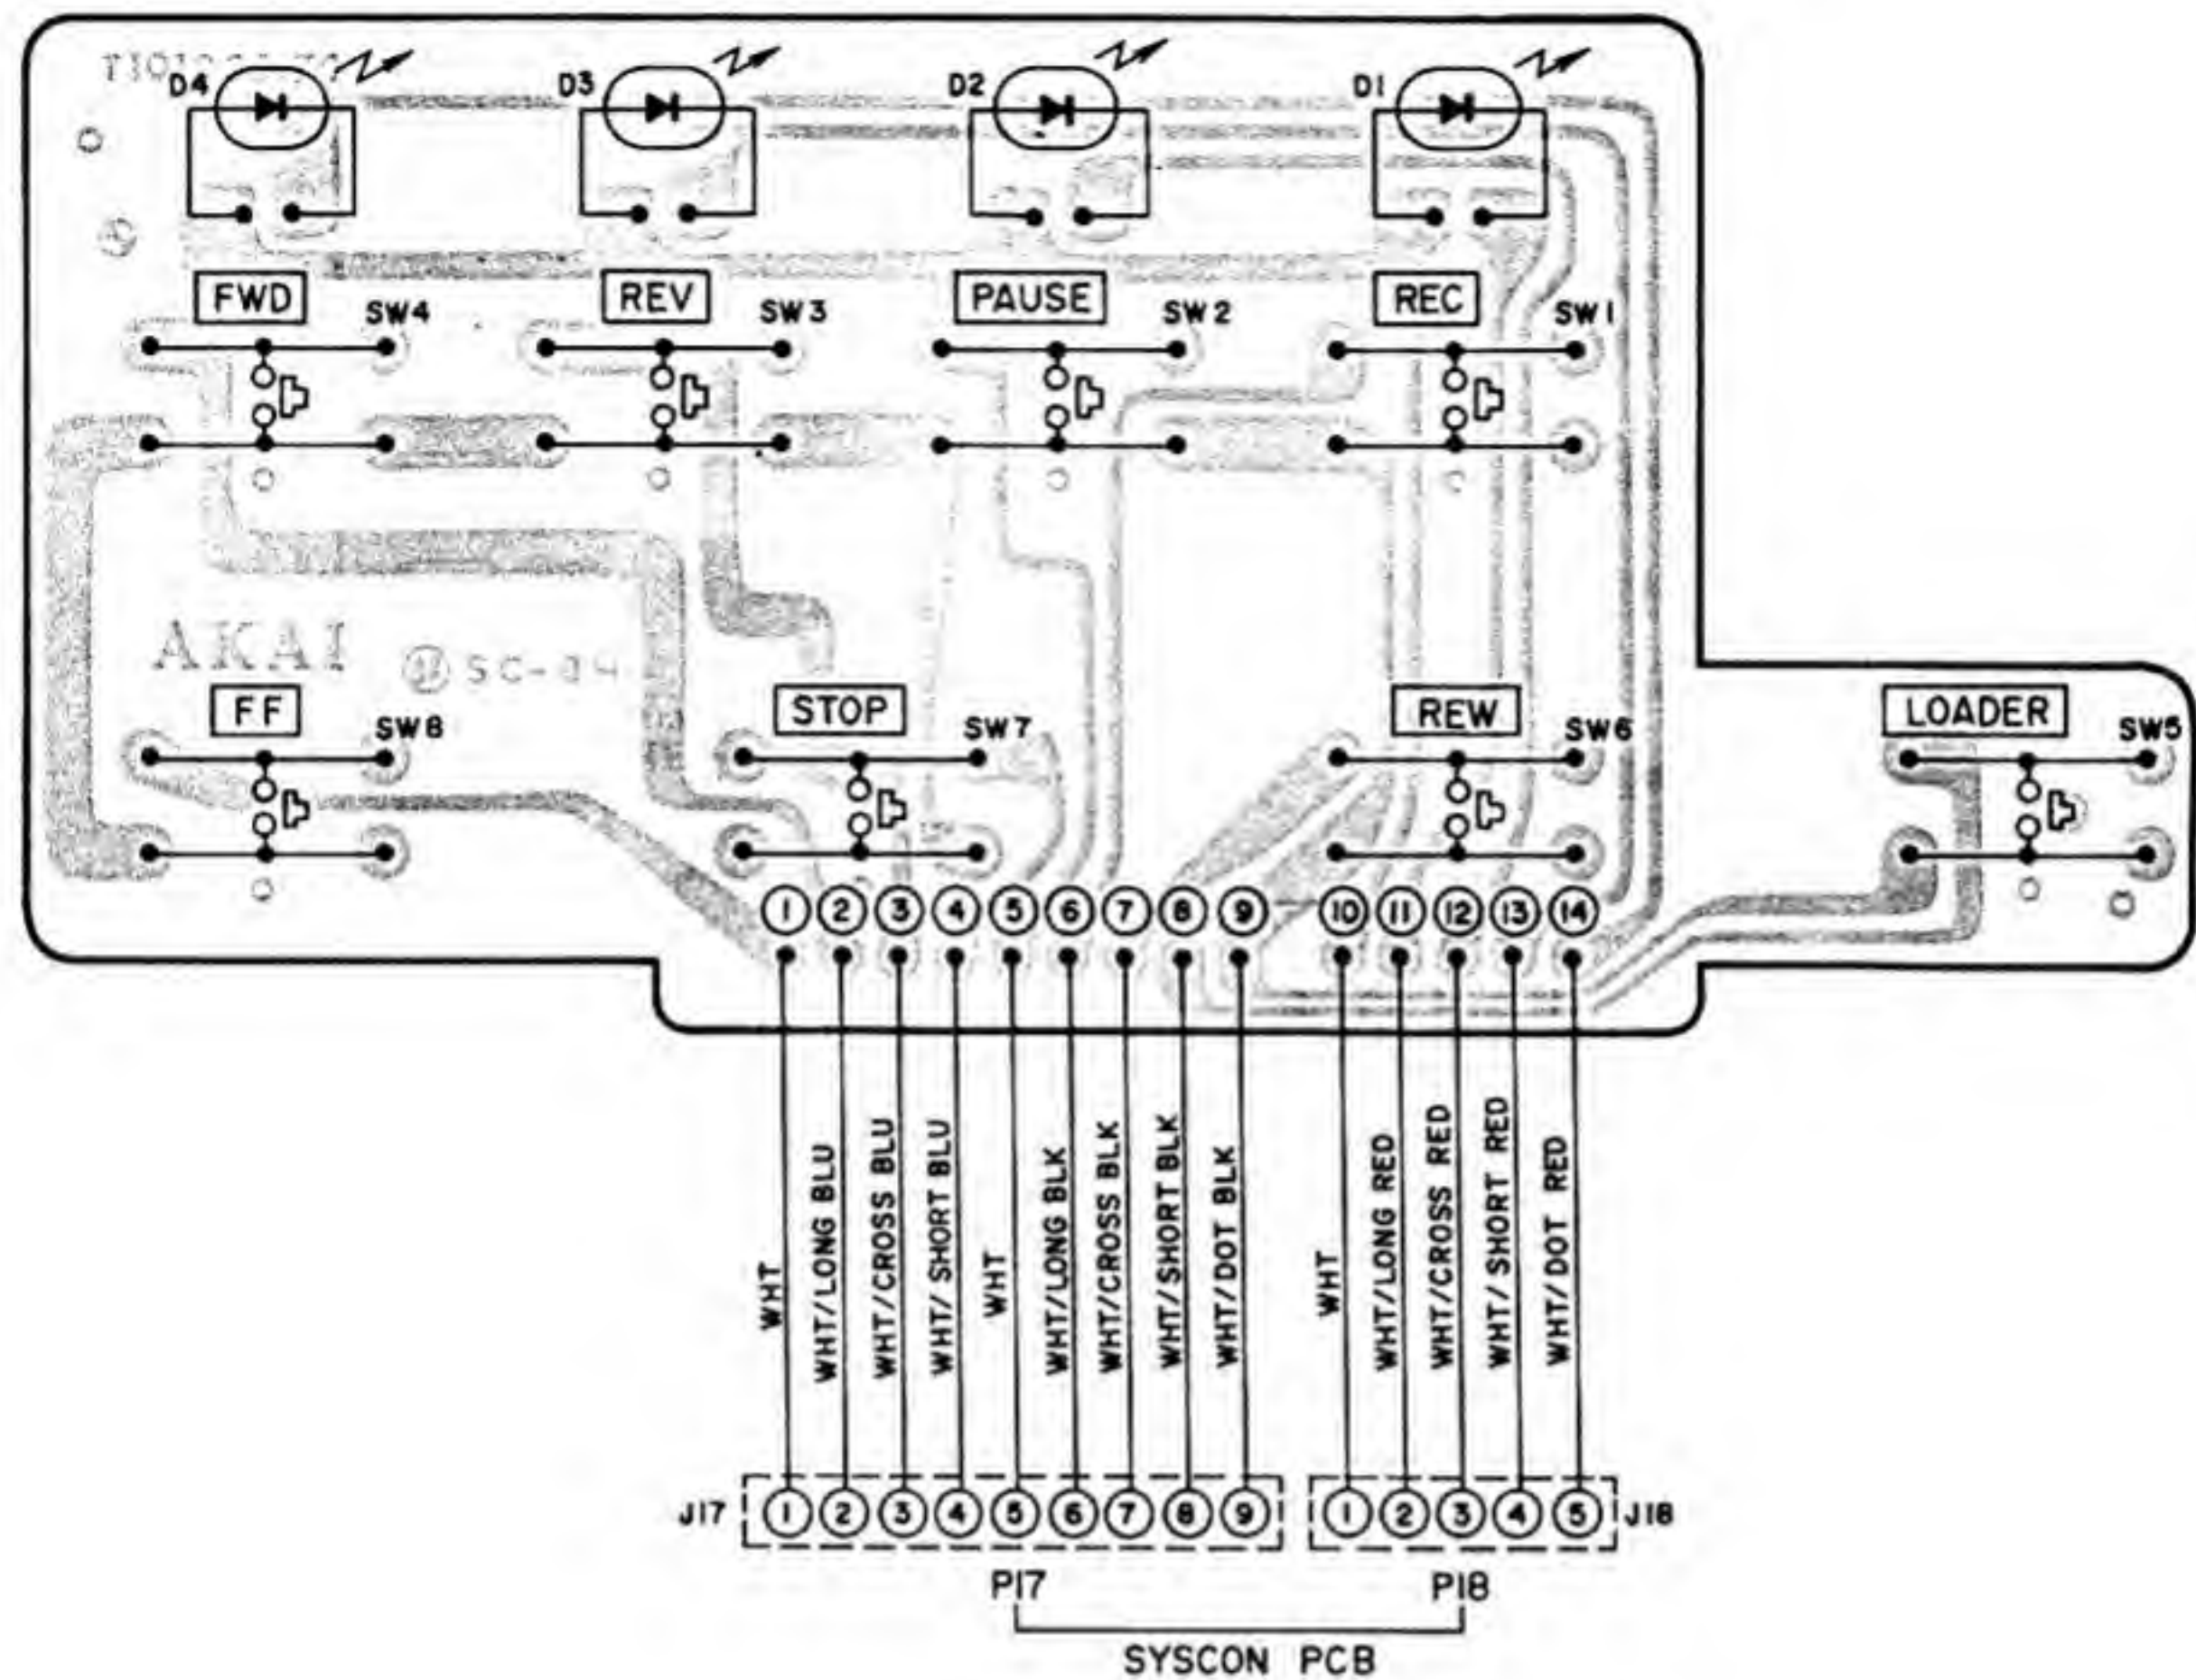 D4 D3 D2 D1
FWD SW4 REV SW3 PAUSE SW2 REC SW1
AKAI
FF SW8 STOP SW7 REW SW6 LOADER SW5
1 2 3 4 5 6 7 8 9 10 11 12 13 14
WHT
WHT/LONG BLU
WHT/CROSS BLU
WHT/SHORT BLU
WHT
WHT/LONG BLK
WHT/CROSS BLK
WHT/SHORT BLK
WHT/DOT BLK
WHT
WHT/LONG RED
WHT/CROSS RED
WHT/SHORT RED
WHT/DOT RED
J17 1 2 3 4 5 6 7 8 9 1 2 3 4 5 J18
P17 P18
SYSCON PCB